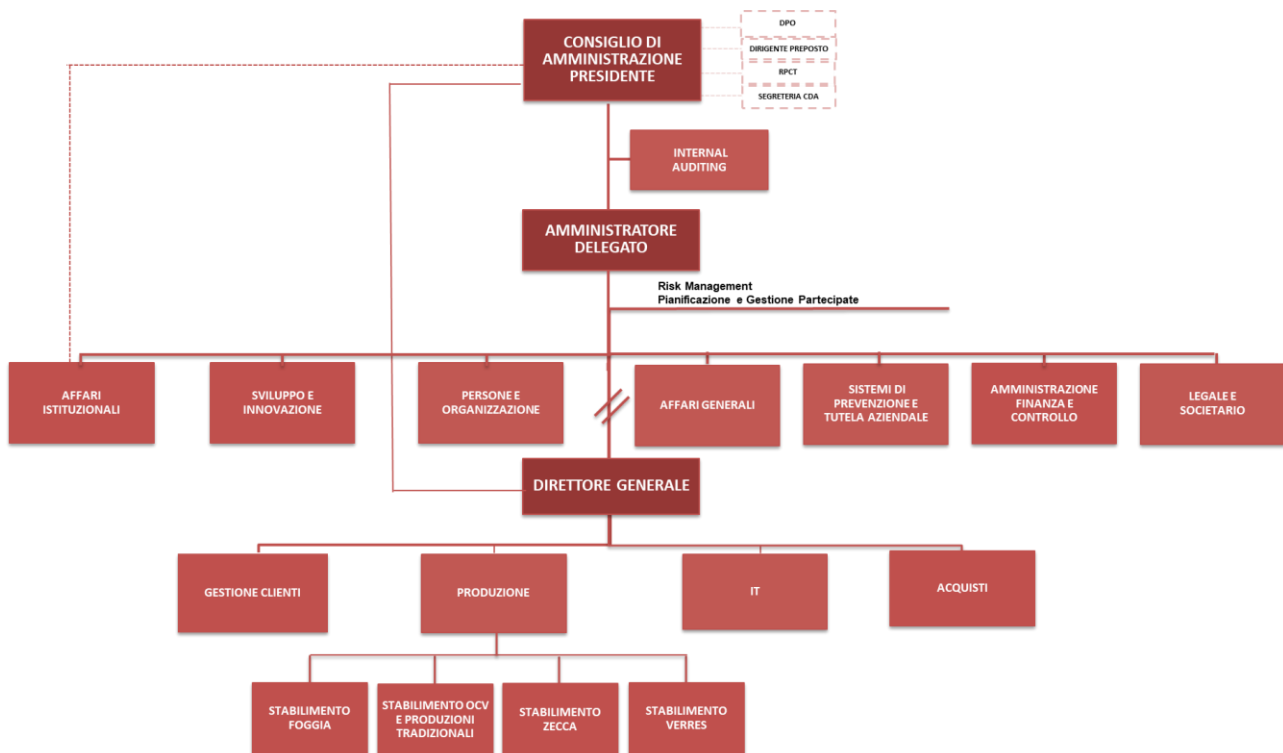 CONSIGLIO DI
AMMINISTRAZIONE
PRESIDENTE
DPO
DIRIGENTE PREPOSTO
RPCT
SEGRETERIA CDA
INTERNAL
AUDITING
AMMINISTRATORE
DELEGATO
Risk Management
Pianificazione e Gestione Partecipate
AFFARI
ISTITUZIONALI
SVILUPPO E
INNOVAZIONE
PERSONE E
ORGANIZZAZIONE
AFFARI GENERALI
SISTEMI DI
PREVENZIONE E
TUTELA AZIENDALE
AMMINISTRAZIONE
FINANZA E
CONTROLLO
LEGALE E
SOCIETARIO
DIRETTORE GENERALE
GESTIONE CLIENTI
PRODUZIONE
IT
ACQUISTI
STABILIMENTO
FOGGIA
STABILIMENTO OCV
E PRODUZIONI
TRADIZIONALI
STABILIMENTO
ZECCA
STABILIMENTO
VERRES